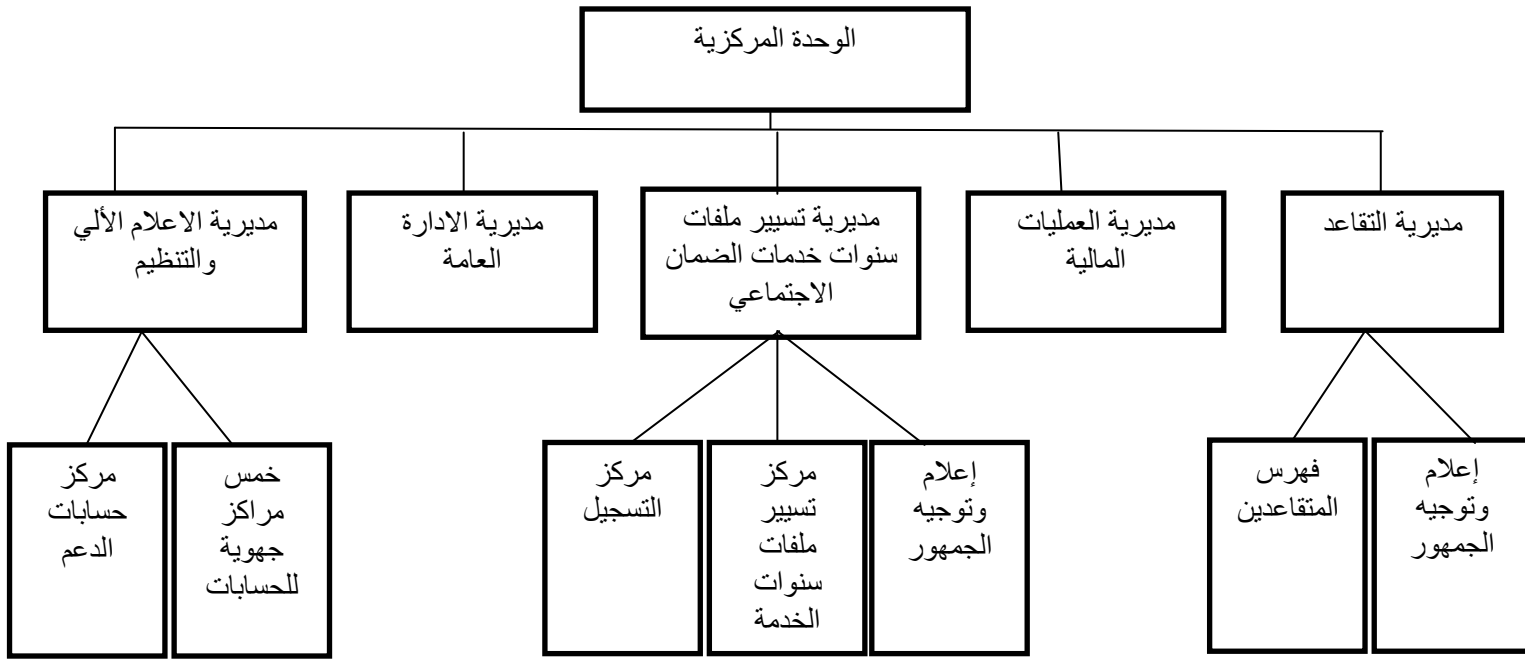 الوحدة المركزية
مديرية التقاعد
مديرية العمليات
المالية
مديرية تسيير ملفات
سنوات خدمات الضمان
الاجتماعي
مديرية الادارة
العامة
مديرية الاعلام الألي
والتنظيم
إعلام
وتوجيه
الجمهور
فهرس
المتقاعدين
إعلام
وتوجيه
الجمهور
مركز
تسيير
ملفات
سنوات
الخدمة
مركز
التسجيل
خمس
مراكز
جهوية
للحسابات
مركز
حسابات
الدعم